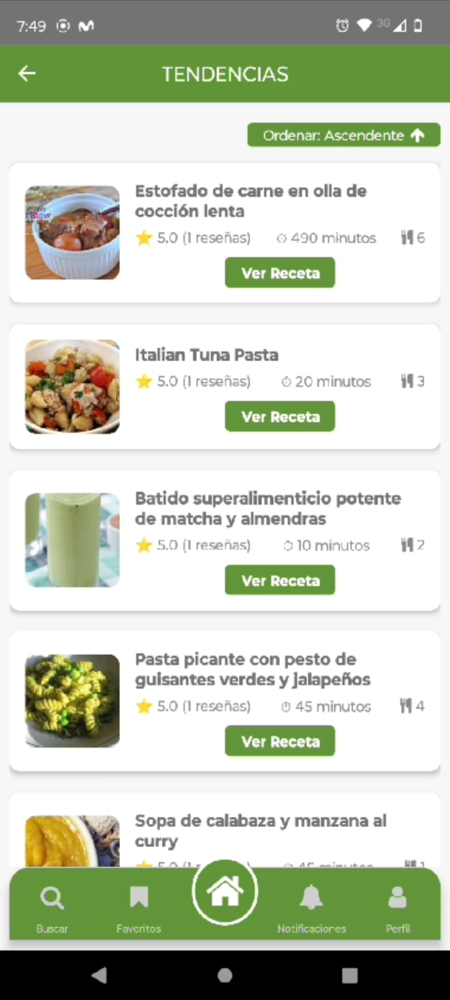 7:49
3G
TENDENCIAS
Ordenar: Ascendente
Estofado de carne en olla de
cocción lenta
5.0 (1 reseñas) 490 minutos 6
Ver Receta
Italian Tuna Pasta
5.0 (1 reseñas) 20 minutos 3
Ver Receta
Batido superalimenticio potente
de matcha y almendras
5.0 (1 reseñas) 10 minutos 2
Ver Receta
Pasta picante con pesto de
guisantes verdes y jalapeños
5.0 (1 reseñas) 45 minutos 4
Ver Receta
Sopa de calabaza y manzana al
curry
Buscar Favoritos Notificaciones Perfil